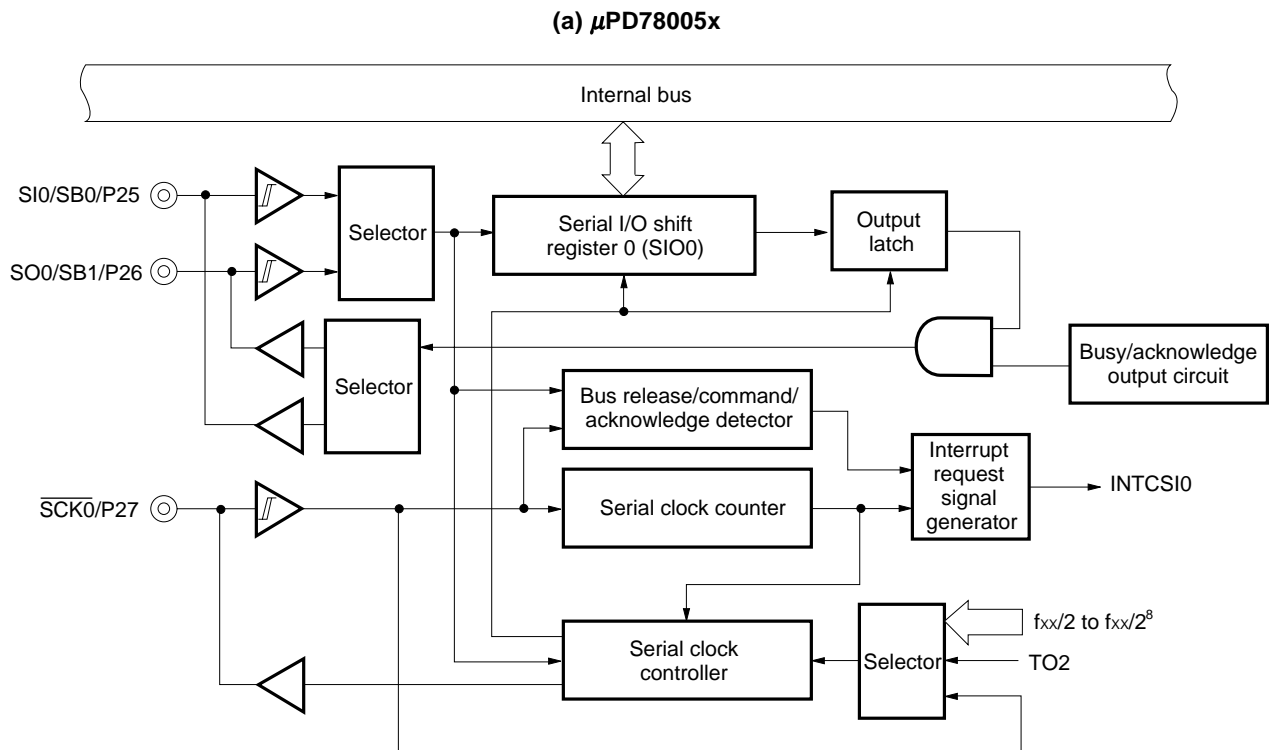 (a) μPD78005x
Internal bus
SI0/SB0/P25
Selector
Serial I/O shift
register 0 (SIO0)
Output
latch
SO0/SB1/P26
Selector
Busy/acknowledge
output circuit
Bus release/command/
acknowledge detector
Interrupt
request
signal
generator
INTCSI0
SCK0/P27
Serial clock counter
Serial clock
controller
Selector
fxx/2 to fxx/2⁸
TO2